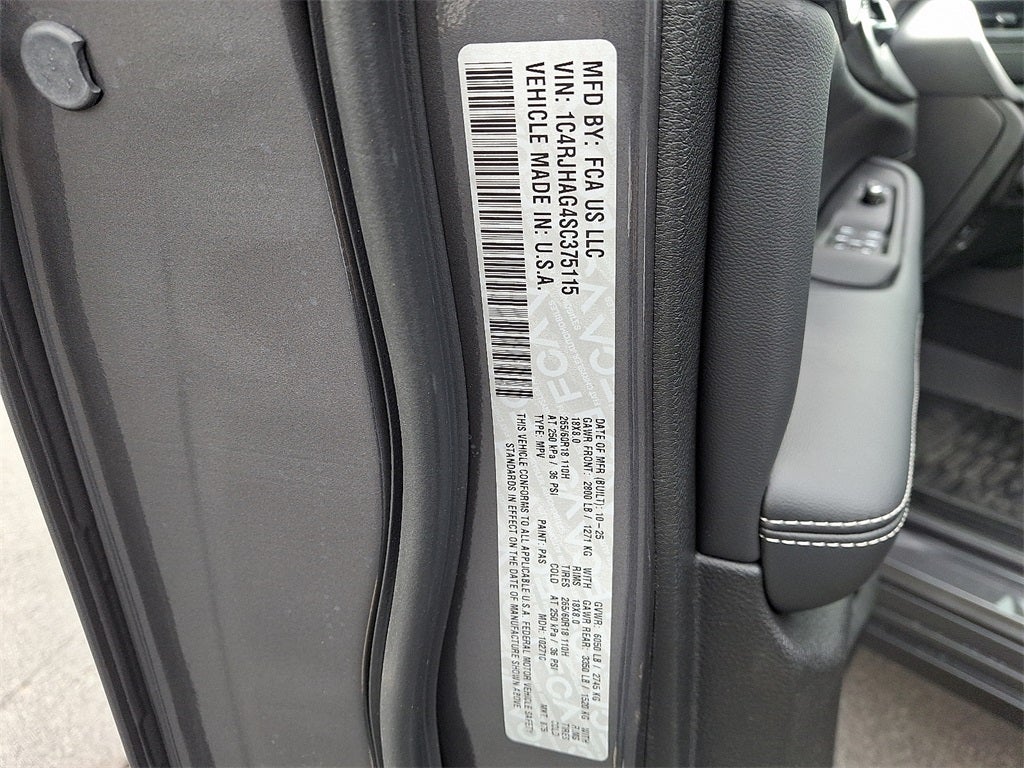 MFD BY: FCA US LLC
VIN: 1C4RJHAG4SC375115
VEHICLE MADE IN: U.S.A.
DATE OF MFR (BUILT): 10-25 GVWR: 6050 LB / 2745 KG
GAWR FRONT: 2800 LB / 1271 KG WITH GAWR REAR: 3350 LB / 1520 KG WITH
18X8.0 RIMS 18X8.0 RIMS
265/60R18 110H TIRES 265/60R18 110H TIRES
AT 250 kPa / 36 PSI COLD AT 250 kPa / 36 PSI COLD
TYPE: MPV PAINT: PAS MDH:
THIS VEHICLE CONFORMS TO ALL APPLICABLE U.S.A. FEDERAL MOTOR VEHICLE SAFETY
STANDARDS IN EFFECT ON THE DATE OF MANUFACTURE SHOWN ABOVE.